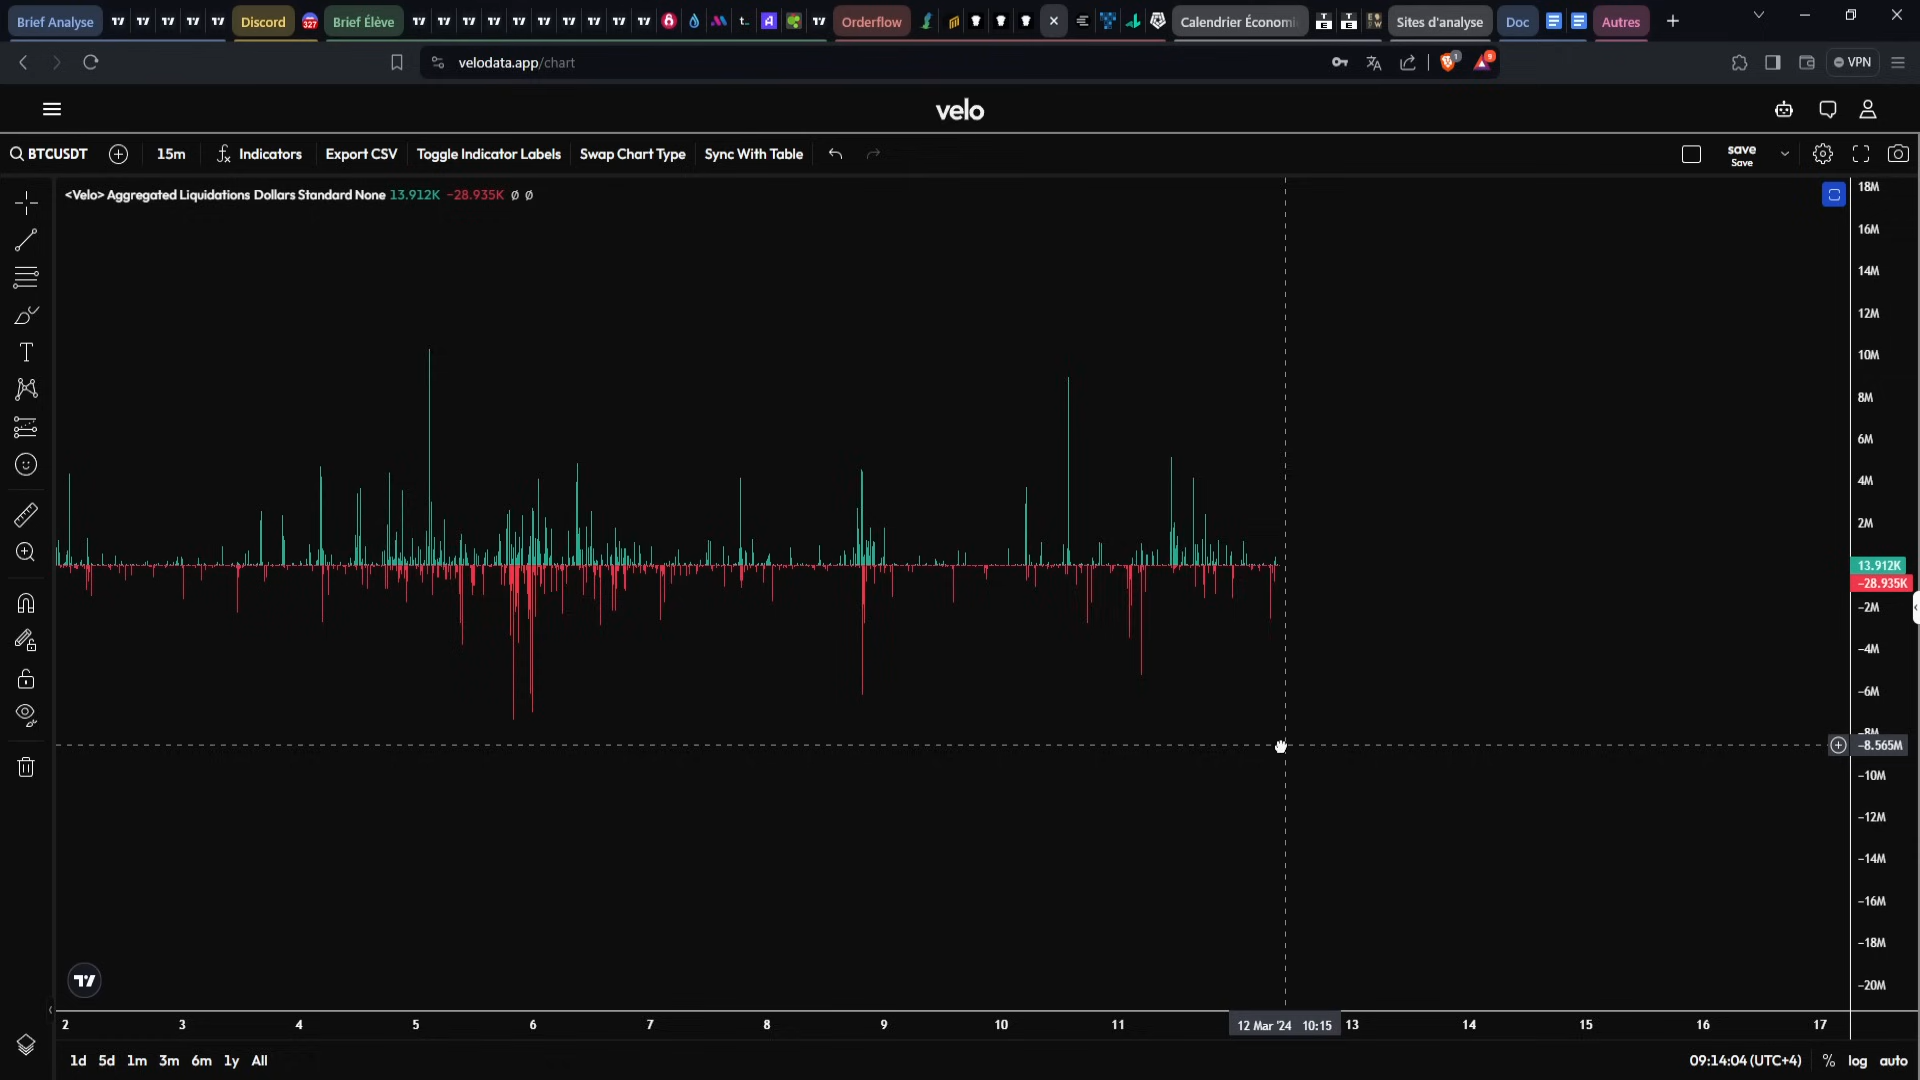 Brief Analyse
Discord
327
Brief Élève
t..
A
Orderflow
Calendrier Économi
Sites d'analyse
Doc
Autres
velodata.app/chart
1
9
VPN
velo
BTCUSDT
15m
Indicators
Export CSV
Toggle Indicator Labels
Swap Chart Type
Sync With Table
save
Save
<Velo> Aggregated Liquidations Dollars Standard None 13.912K −28.935K ∅ ∅
18M
16M
14M
12M
10M
8M
6M
4M
2M
13.912K
−28.935K
−2M
−4M
−6M
−8M
−8.565M
−10M
−12M
−14M
−16M
−18M
−20M
T
2 3 4 5 6 7 8 9 10 11 12 Mar '24 10:15 13 14 15 16 17
1d 5d 1m 3m 6m 1y All
09:14:04 (UTC+4) % log auto